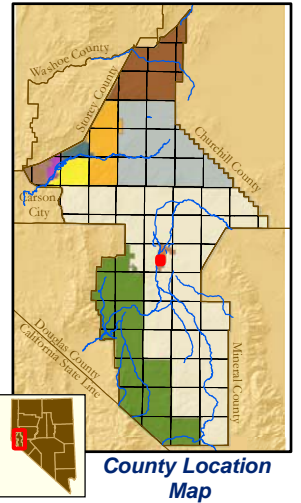 Washoe County
Storey County
Churchill County
Carson
City
Douglas County
California State Line
Mineral County
County Location
Map